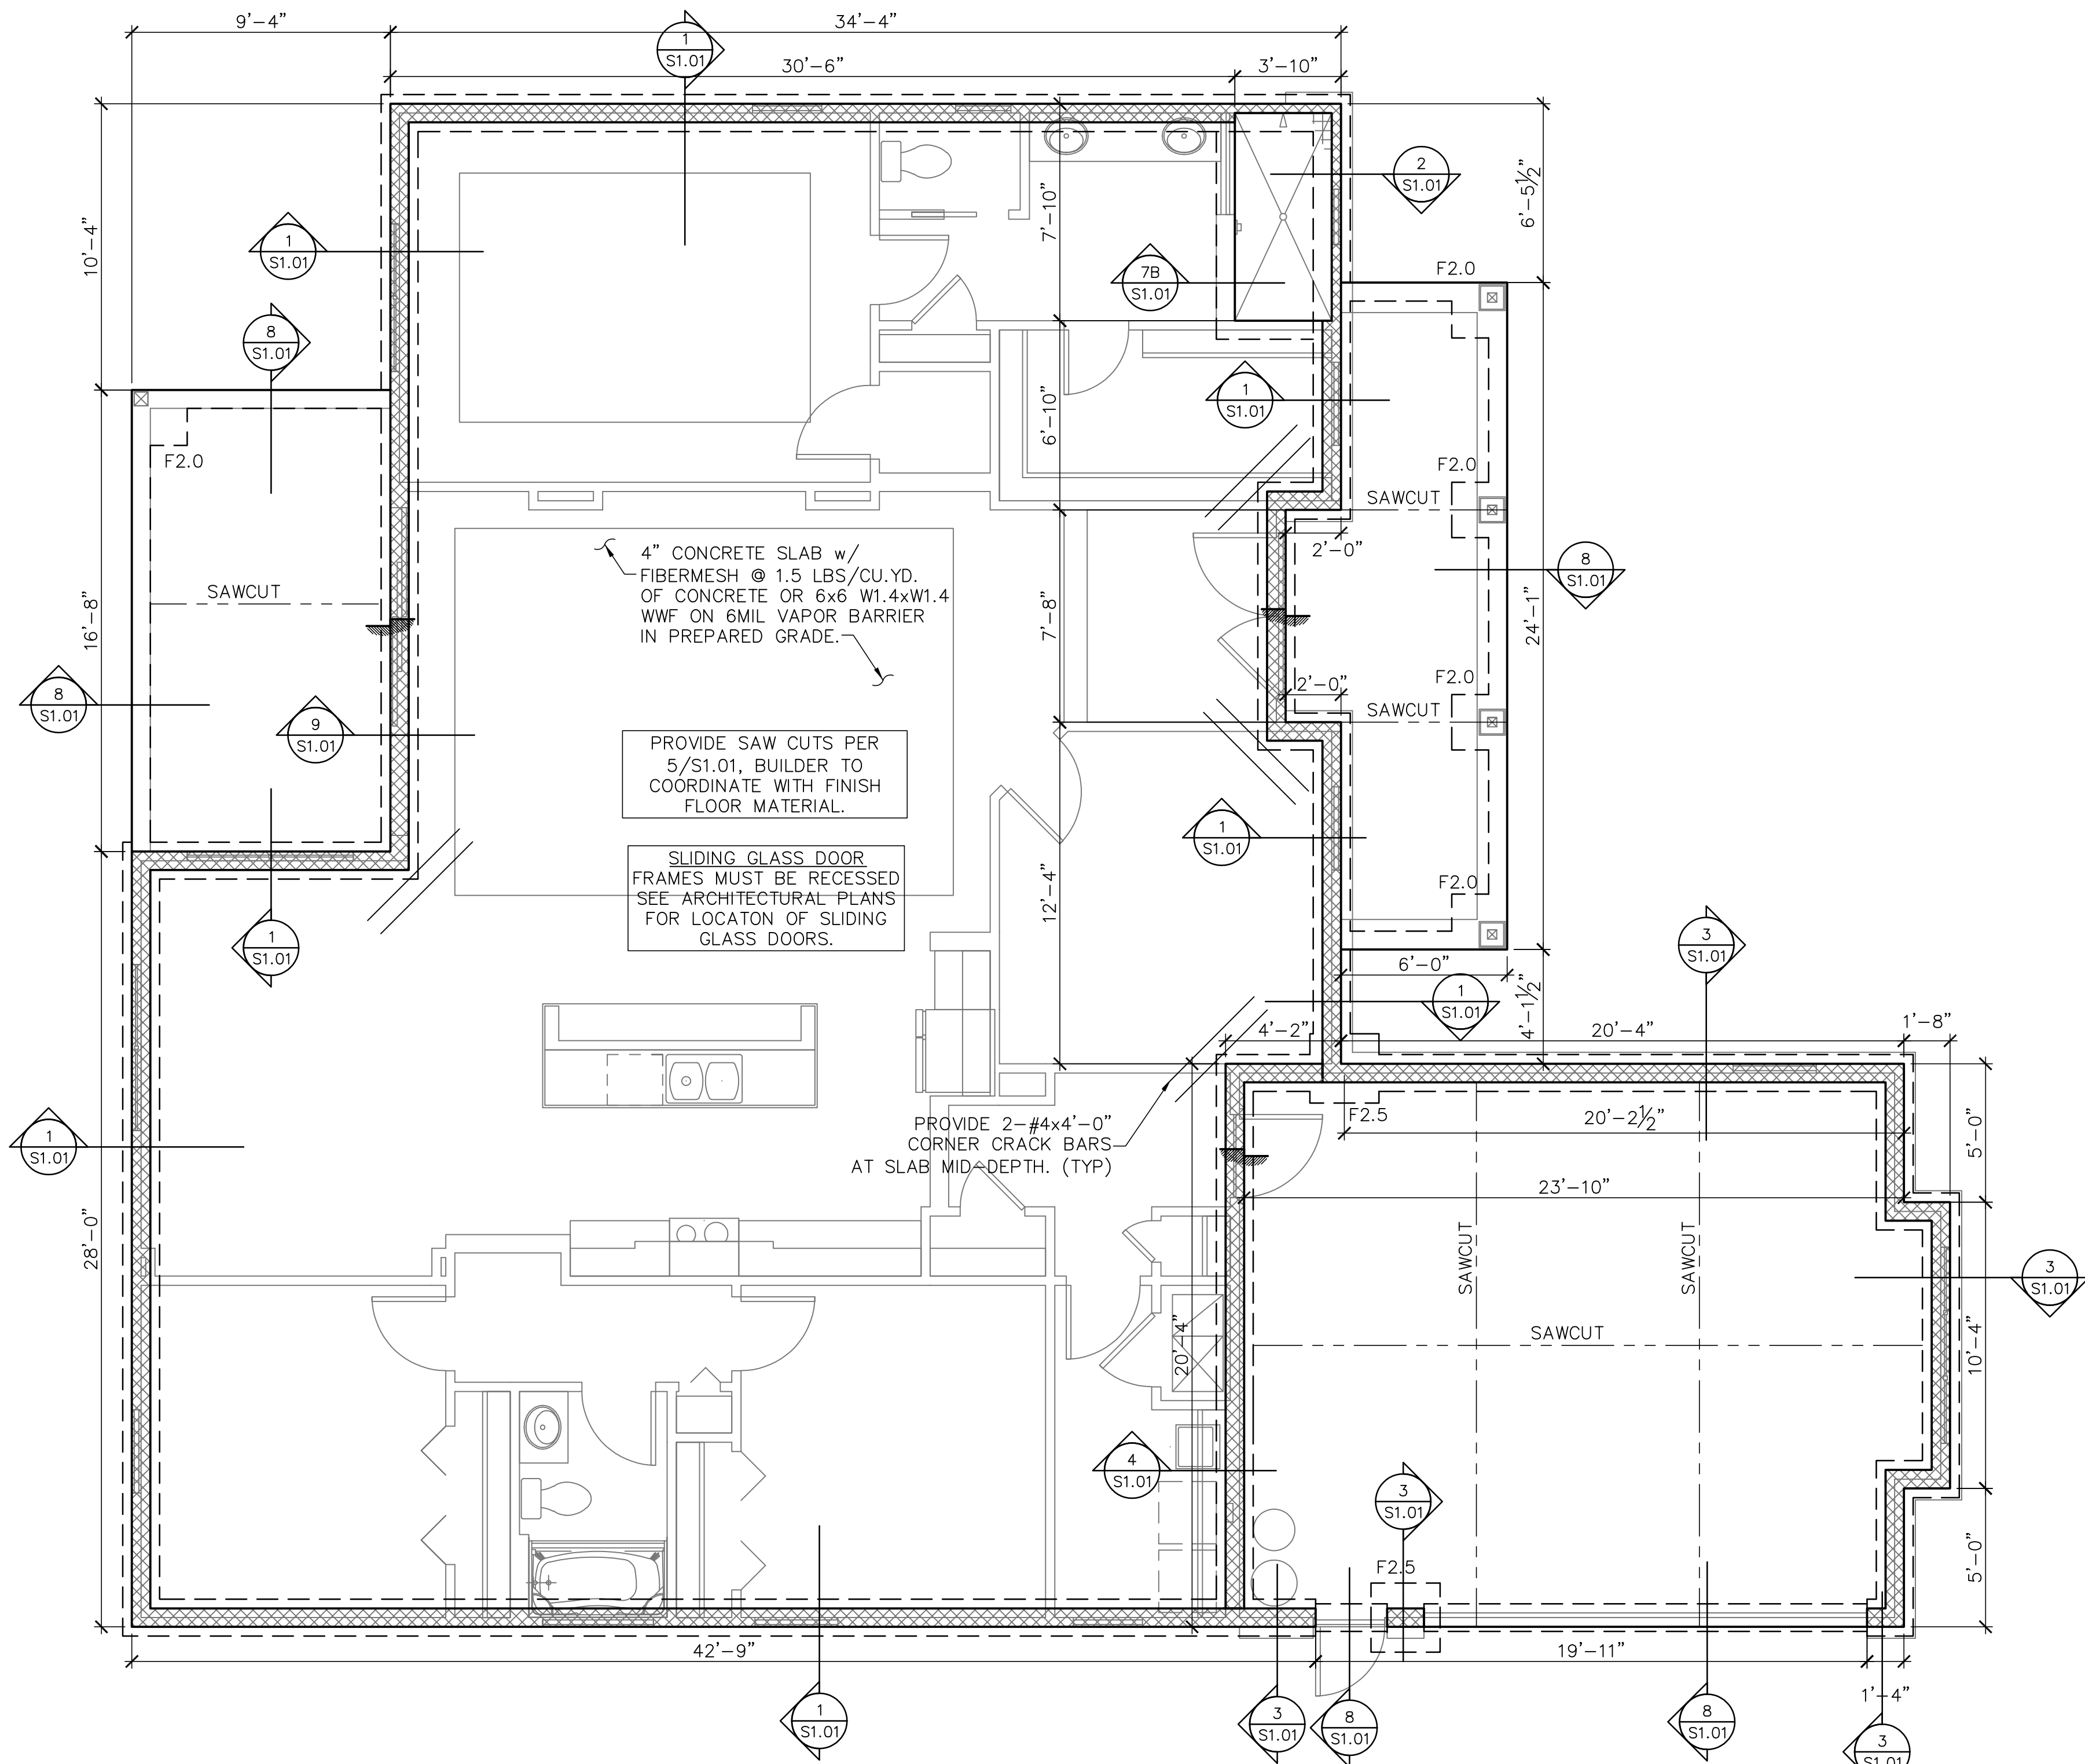 9'-4"
34'-4"
1
S1.01
30'-6"
3'-10"
10'-4"
6'-5½"
2
S1.01
1
S1.01
7'-10"
7B
S1.01
F2.0
8
S1.01
1
S1.01
6'-10"
F2.0
F2.0
SAWCUT
2'-0"
4" CONCRETE SLAB w/
FIBERMESH @ 1.5 LBS/CU.YD.
OF CONCRETE OR 6x6 W1.4xW1.4
WWF ON 6MIL VAPOR BARRIER
IN PREPARED GRADE.
8
S1.01
SAWCUT
16'-8"
7'-8"
24'-1"
2'-0"
F2.0
SAWCUT
8
S1.01
9
S1.01
PROVIDE SAW CUTS PER
5/S1.01, BUILDER TO
COORDINATE WITH FINISH
FLOOR MATERIAL.
1
S1.01
SLIDING GLASS DOOR
FRAMES MUST BE RECESSED
SEE ARCHITECTURAL PLANS
FOR LOCATON OF SLIDING
GLASS DOORS.
12'-4"
F2.0
1
S1.01
3
S1.01
6'-0"
1
S1.01
4'-1½"
4'-2"
20'-4"
1'-8"
PROVIDE 2-#4x4'-0"
CORNER CRACK BARS
AT SLAB MID-DEPTH. (TYP)
F2.5
20'-2½"
5'-0"
1
S1.01
23'-10"
28'-0"
SAWCUT
SAWCUT
3
S1.01
20'-4"
SAWCUT
10'-4"
4
S1.01
3
S1.01
F2.5
5'-0"
42'-9"
19'-11"
1'-4"
1
S1.01
3
S1.01
8
S1.01
8
S1.01
3
S1.01